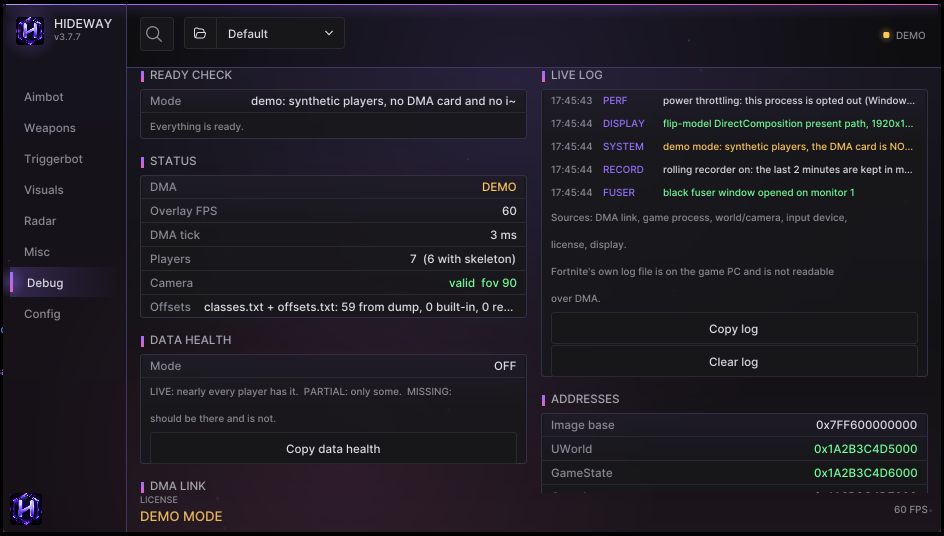 HIDEWAY
v3.7.7
Default
DEMO
Aimbot
Weapons
Triggerbot
Visuals
Radar
Misc
Debug
Config
READY CHECK
Mode demo: synthetic players, no DMA card and no i~
Everything is ready.
STATUS
DMA DEMO
Overlay FPS 60
DMA tick 3 ms
Players 7 (6 with skeleton)
Camera valid fov 90
Offsets classes.txt + offsets.txt: 59 from dump, 0 built-in, 0 re...
DATA HEALTH
Mode OFF
LIVE: nearly every player has it. PARTIAL: only some. MISSING:
should be there and is not.
Copy data health
DMA LINK
LICENSE
DEMO MODE
LIVE LOG
17:45:43 PERF power throttling: this process is opted out (Window...
17:45:44 DISPLAY flip-model DirectComposition present path, 1920x1...
17:45:44 SYSTEM demo mode: synthetic players, the DMA card is NO...
17:45:44 RECORD rolling recorder on: the last 2 minutes are kept in m...
17:45:44 FUSER black fuser window opened on monitor 1
Sources: DMA link, game process, world/camera, input device,
license, display.
Fortnite's own log file is on the game PC and is not readable
over DMA.
Copy log
Clear log
ADDRESSES
Image base 0x7FF600000000
UWorld 0x1A2B3C4D5000
GameState 0x1A2B3C4D6000
60 FPS